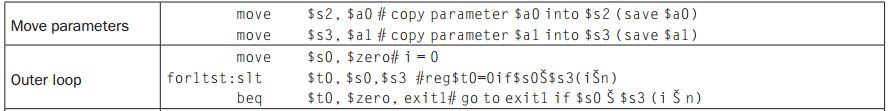 Move parameters
move $s2, $a0 # copy parameter $a0 into $s2 (save $a0)
move $s3, $a1 # copy parameter $a1 into $s3 (save $a1)
Outer loop
move $s0, $zero# i = 0
for1tst:slt $t0, $s0,$s3 #reg$t0=0if$s0Š$s3(iŠn)
beq $t0, $zero, exit1# go to exit1 if $s0 Š $s3 (i Š n)